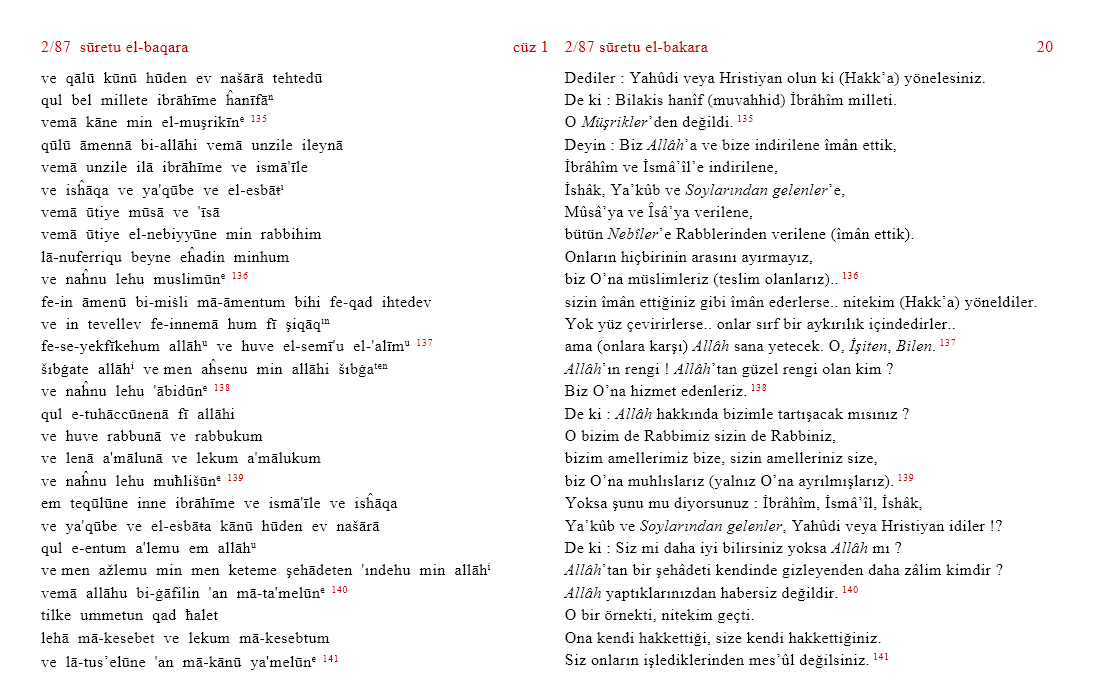 2/87 sūretu el-baqara
cüz 1
ve qālū kūnū hūden ev našārā tehtedū
qul bel millete ibrāhīme ĥanīfāⁿ
vemā kāne min el-muşrikīnᵉ 135
qūlū āmennā bi-allāhi vemā unzile ileynā
vemā unzile ilā ibrāhīme ve ismā'īle
ve isĥāqa ve ya'qūbe ve el-esbāŧⁱ
vemā ūtiye mūsā ve 'īsā
vemā ūtiye el-nebiyyūne min rabbihim
lā-nuferriqu beyne eĥadin minhum
ve naĥnu lehu muslimūnᵉ 136
fe-in āmenū bi-miṡli mā-āmentum bihi fe-qad ihtedev
ve in tevellev fe-innemā hum fī şiqāqⁱⁿ
fe-se-yekfīkehum allāhᵘ ve huve el-semī'u el-'alīmᵘ 137
šıbġate allāhⁱ ve men aĥsenu min allāhi šıbġaᵗᵉⁿ
ve naĥnu lehu 'ābidūnᵉ 138
qul e-tuhāccūnenā fī allāhi
ve huve rabbunā ve rabbukum
ve lenā a'mālunā ve lekum a'mālukum
ve naĥnu lehu muħlišūnᵉ 139
em teqūlūne inne ibrāhīme ve ismā'īle ve isĥāqa
ve ya'qūbe ve el-esbāŧa kānū hūden ev našārā
qul e-entum a'lemu em allāhᵘ
ve men ažlemu min men keteme şehādeten 'ındehu min allāhⁱ
vemā allāhu bi-ġāfilin 'an mā-ta'melūnᵉ 140
tilke ummetun qad ħalet
lehā mā-kesebet ve lekum mā-kesebtum
ve lā-tus᾿elūne 'an mā-kānū ya'melūnᵉ 141
2/87 sūretu el-bakara
20
Dediler : Yahûdi veya Hristiyan olun ki (Hakk᾿a) yönelesiniz.
De ki : Bilakis hanîf (muvahhid) İbrâhîm milleti.
O Müşrikler᾿den değildi. 135
Deyin : Biz Allâh᾿a ve bize indirilene îmân ettik,
İbrâhîm ve İsmâ᾿îl᾿e indirilene,
İshâk, Ya᾿kûb ve Soylarından gelenler᾿e,
Mûsâ᾿ya ve Îsâ᾿ya verilene,
bütün Nebîler᾿e Rabblerinden verilene (îmân ettik).
Onların hiçbirinin arasını ayırmayız,
biz O᾿na müslimleriz (teslim olanlarız).. 136
sizin îmân ettiğiniz gibi îmân ederlerse.. nitekim (Hakk᾿a) yöneldiler.
Yok yüz çevirirlerse.. onlar sırf bir aykırılık içindedirler..
ama (onlara karşı) Allâh sana yetecek. O, İşiten, Bilen. 137
Allâh᾿ın rengi ! Allâh᾿tan güzel rengi olan kim ?
Biz O᾿na hizmet edenleriz. 138
De ki : Allâh hakkında bizimle tartışacak mısınız ?
O bizim de Rabbimiz sizin de Rabbiniz,
bizim amellerimiz bize, sizin amelleriniz size,
biz O᾿na muhlıslarız (yalnız O᾿na ayrılmışlarız). 139
Yoksa şunu mu diyorsunuz : İbrâhîm, İsmâ᾿îl, İshâk,
Ya᾿kûb ve Soylarından gelenler, Yahûdi veya Hristiyan idiler !?
De ki : Siz mi daha iyi bilirsiniz yoksa Allâh mı ?
Allâh᾿tan bir şehâdeti kendinde gizleyenden daha zâlim kimdir ?
Allâh yaptıklarınızdan habersiz değildir. 140
O bir örnekti, nitekim geçti.
Ona kendi hakkettiği, size kendi hakkettiğiniz.
Siz onların işlediklerinden mes᾿ûl değilsiniz. 141